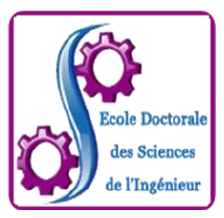 Ecole Doctorale
des Sciences
de l'Ingénieur